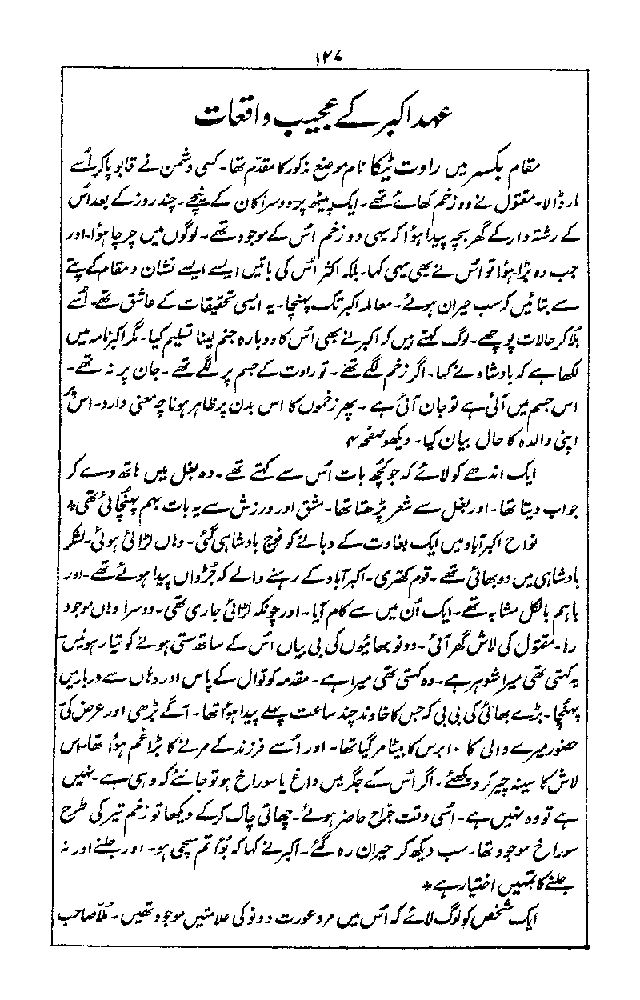 ۱۲۷
عہد اکبر کے عجیب واقعات
مقام بکسر میں راوت ٹیکا نام موضع مذکور کا مقدم تھا۔ کسی دشمن نے قابو پا کر اُسے
مار ڈالا۔ مقتول نے دو زخم کھائے تھے۔ ایک پیٹھ پر دوسرا کان کے نیچے۔ چند روز کے بعد اُس
کے رشتہ دار کے گھر بچہ پیدا ہوا کہ یہی دو زخم اُس کے موجود تھے۔ لوگوں میں چرچا ہوا۔ اور
جب وہ بڑا ہوا تو اُس نے بھی یہی کہا۔ بلکہ اکثر اُس کی باتیں ایسے ایسے نشان و مقام کے پتے
سے بتائیں کہ سب حیران ہوئے۔ معاملہ اکبر تک پہنچا۔ یہ ایسی تحقیقات کے عاشق تھے۔ اُسے
بلا کر حالات پوچھے۔ لوگ کہتے ہیں کہ اکبر نے بھی اُس کا دوبارہ جنم لینا تسلیم کیا۔ مگر اکبرنامہ میں
لکھا ہے کہ بادشاہ نے کہا۔ اگر زخم لگے تھے۔ تو راوت کے جسم پر لگے تھے۔ جان پر نہ تھے۔
اس جسم میں آئی ہے تو جان آئی ہے۔ پھر زخموں کا اس بدن پر ظاہر ہونا چہ معنی دارد۔ اس پر
اپنی والدہ کا حال بیان کیا۔ دیکھو صفحہ ۴
ایک اندھے کو لائے کہ جو کچھ بات اُس سے کہتے تھے۔ وہ بغل میں ہاتھ دے کر
جواب دیتا تھا۔ اور بغل سے شعر پڑھتا تھا۔ مشق اور ورزش سے یہ بات بہم پہنچائی تھی *
نواح اکبرآباد میں ایک بغاوت کے دبانے کو فوج بادشاہی گئی۔ وہاں لڑائی ہوئی۔ لشکر
بادشاہی میں دو بھائی تھے۔ قوم کھتری۔ اکبرآباد کے رہنے والے کہ جڑواں پیدا ہوئے تھے۔ اور
باہم بالکل مشابہ تھے۔ ایک اُن میں سے کام آیا۔ اور چونکہ لڑائی جاری تھی۔ دوسرا وہاں موجود
رہا۔ مقتول کی لاش گھر آئی۔ دونو بھائیوں کی بی بیاں اُس کے ساتھ ستی ہونے کو تیار ہوئیں
یہ کہتی تھی میرا شوہر ہے۔ وہ کہتی تھی میرا ہے۔ مقدمہ کوتوال کے پاس اور وہاں سے دربار میں
پہنچا۔ بڑے بھائی کی بی بی کہ جس کا خاوند چند ساعت پہلے پیدا ہوا تھا۔ آگے بڑھی اور عرض کی
حضور میرے والی کا ۱۰ برس کا بیٹا مر گیا تھا۔ اور اُسے فرزند کے مرنے کا بڑا غم ہوا تھا۔ اس
لاش کا سینہ چیر کر دیکھئے۔ اگر اُس کے جگر میں داغ یا سوراخ ہو تو جانئے کہ وہی ہے۔ نہیں
ہے تو وہ نہیں ہے۔ اُسی وقت جراح حاضر ہوئے۔ چھاتی چاک کرکے دیکھا تو زخم تیر کی طرح
سوراخ موجود تھا۔ سب دیکھ کر حیران رہ گئے۔ اکبر نے کہا کہ بوا تم سچی ہو۔ اور جلنے اور نہ
جلنے کا تمہیں اختیار ہے *
ایک شخص کو لوگ لائے کہ اُس میں مرد عورت دونو کی علامتیں موجود تھیں۔ ملا صاحب